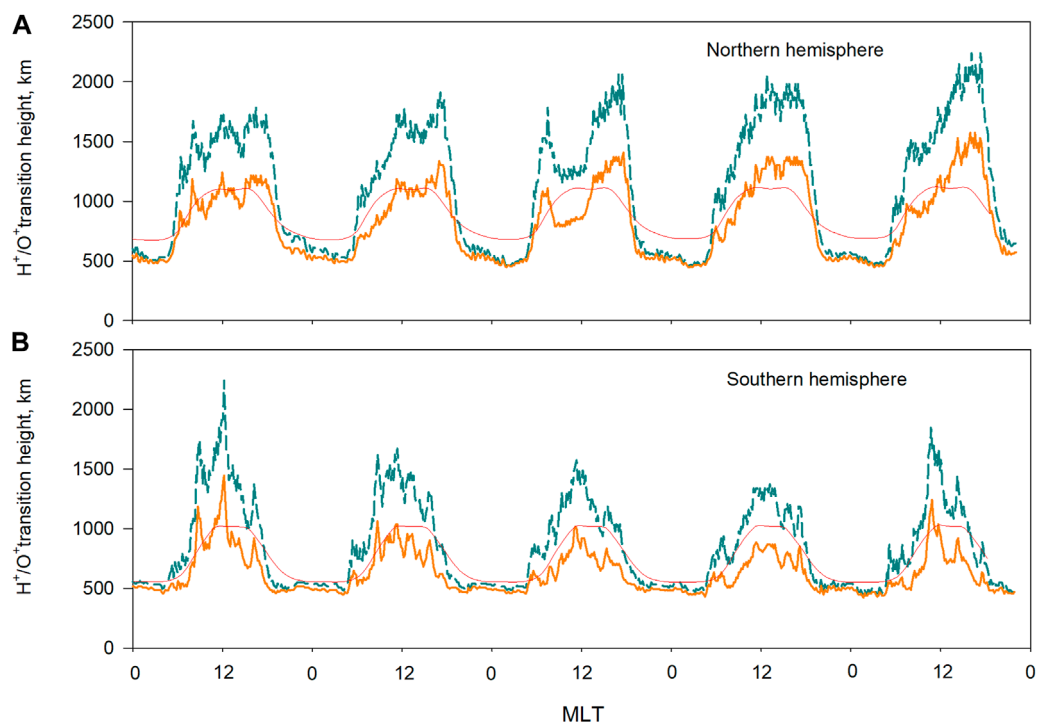 A
2500
Northern hemisphere
2000
1500
1000
500
0
H+/O+transition height, km
B
2500
Southern hemisphere
2000
1500
1000
500
0
H+/O+transition height, km
0 12 0 12 0 12 0 12 0 12 0
MLT